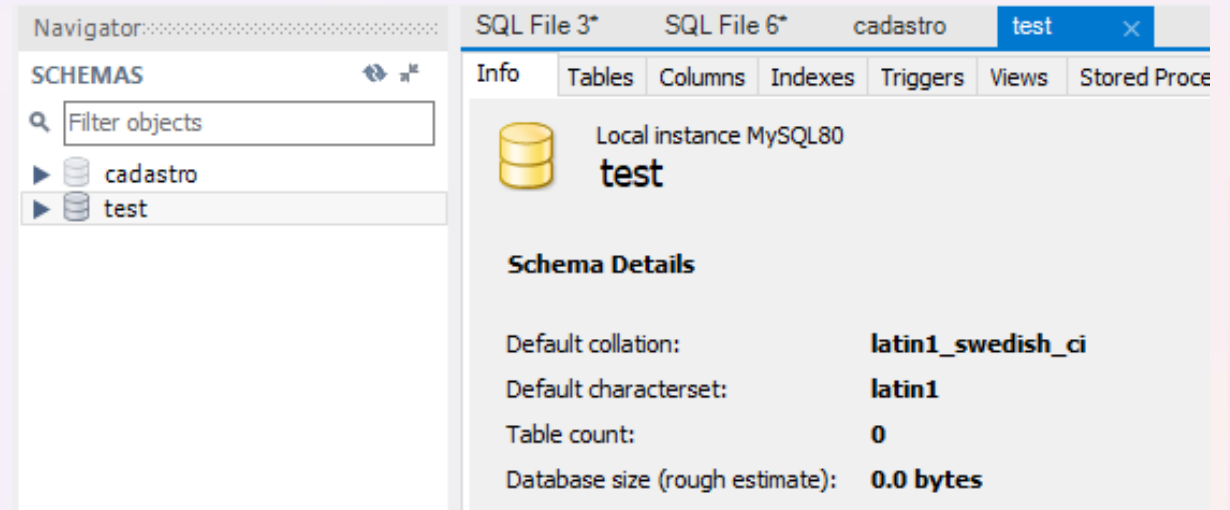 Navigator
SCHEMAS
Filter objects
cadastro
test
SQL File 3* SQL File 6* cadastro test ×
Info Tables Columns Indexes Triggers Views Stored Proce
Local instance MySQL80
test
Schema Details
Default collation: latin1_swedish_ci
Default characterset: latin1
Table count: 0
Database size (rough estimate): 0.0 bytes